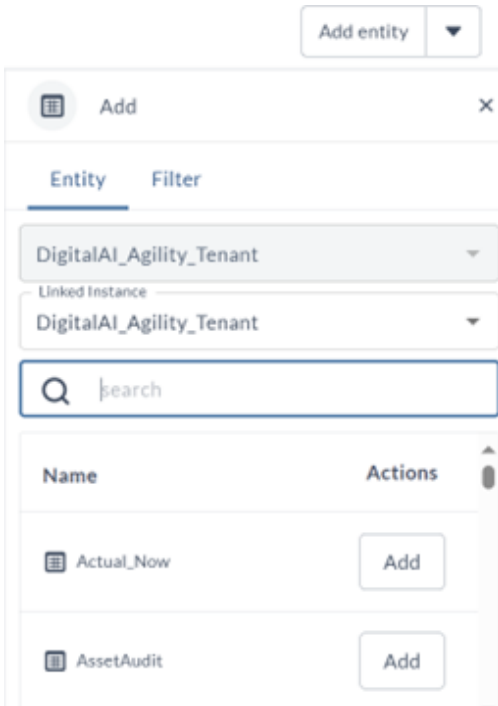 Add entity
Add
Entity Filter
DigitalAI_Agility_Tenant
Linked Instance
DigitalAI_Agility_Tenant
search
Name Actions
Actual_Now Add
AssetAudit Add